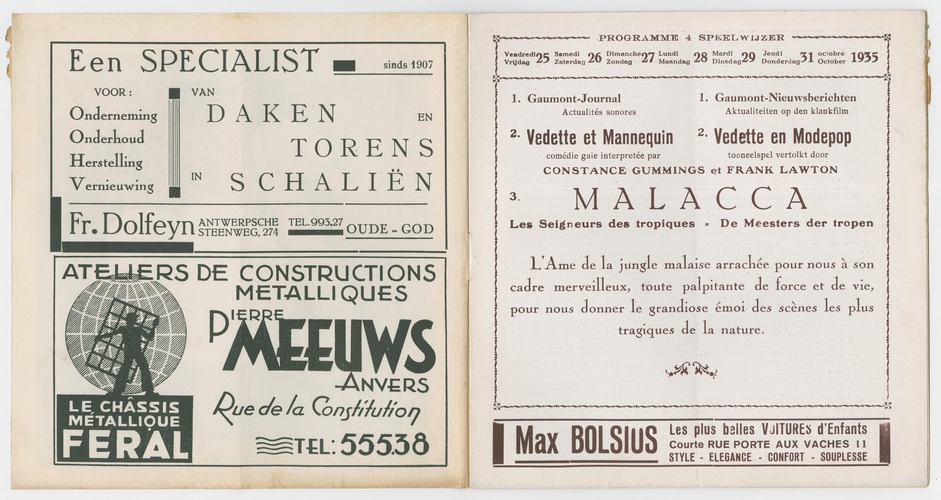 Een SPECIALIST sinds 1907
VOOR : VAN
Onderneming
Onderhoud
Herstelling
Vernieuwing
DAKEN EN
TORENS
IN SCHALIËN
Fr. Dolfeyn ANTWERPSCHE STEENWEG, 274 TEL. 993,27 OUDE - GOD
ATELIERS DE CONSTRUCTIONS
METALLIQUES
PIERRE
MEEUWS
ANVERS
Rue de la Constitution
TEL: 555.38
LE CHÂSSIS
MÉTALLIQUE
FERAL
PROGRAMME 4 SPEELWIJZER
Vendredi Vrijdag 25 Samedi Zaterdag 26 Dimanche Zondag 27 Lundi Maandag 28 Mardi Dinsdag 29 Jeudi Donderdag 31 octobre October 1935
1. Gaumont-Journal
Actualités sonores
1. Gaumont-Nieuwsberichten
Aktualiteiten op den klankfilm
2. Vedette et Mannequin
comédie gaie interpretée par
2. Vedette en Modepop
tooneelspel vertolkt door
CONSTANCE GUMMINGS et FRANK LAWTON
3. MALACCA
Les Seigneurs des tropiques - De Meesters der tropen
L'Ame de la jungle malaise arrachée pour nous à son
cadre merveilleux, toute palpitante de force et de vie,
pour nous donner le grandiose émoi des scènes les plus
tragiques de la nature.
Max BOLSIUS
Les plus belles VOITURES d'Enfants
Courte RUE PORTE AUX VACHES 11
STYLE - ELEGANCE - CONFORT - SOUPLESSE